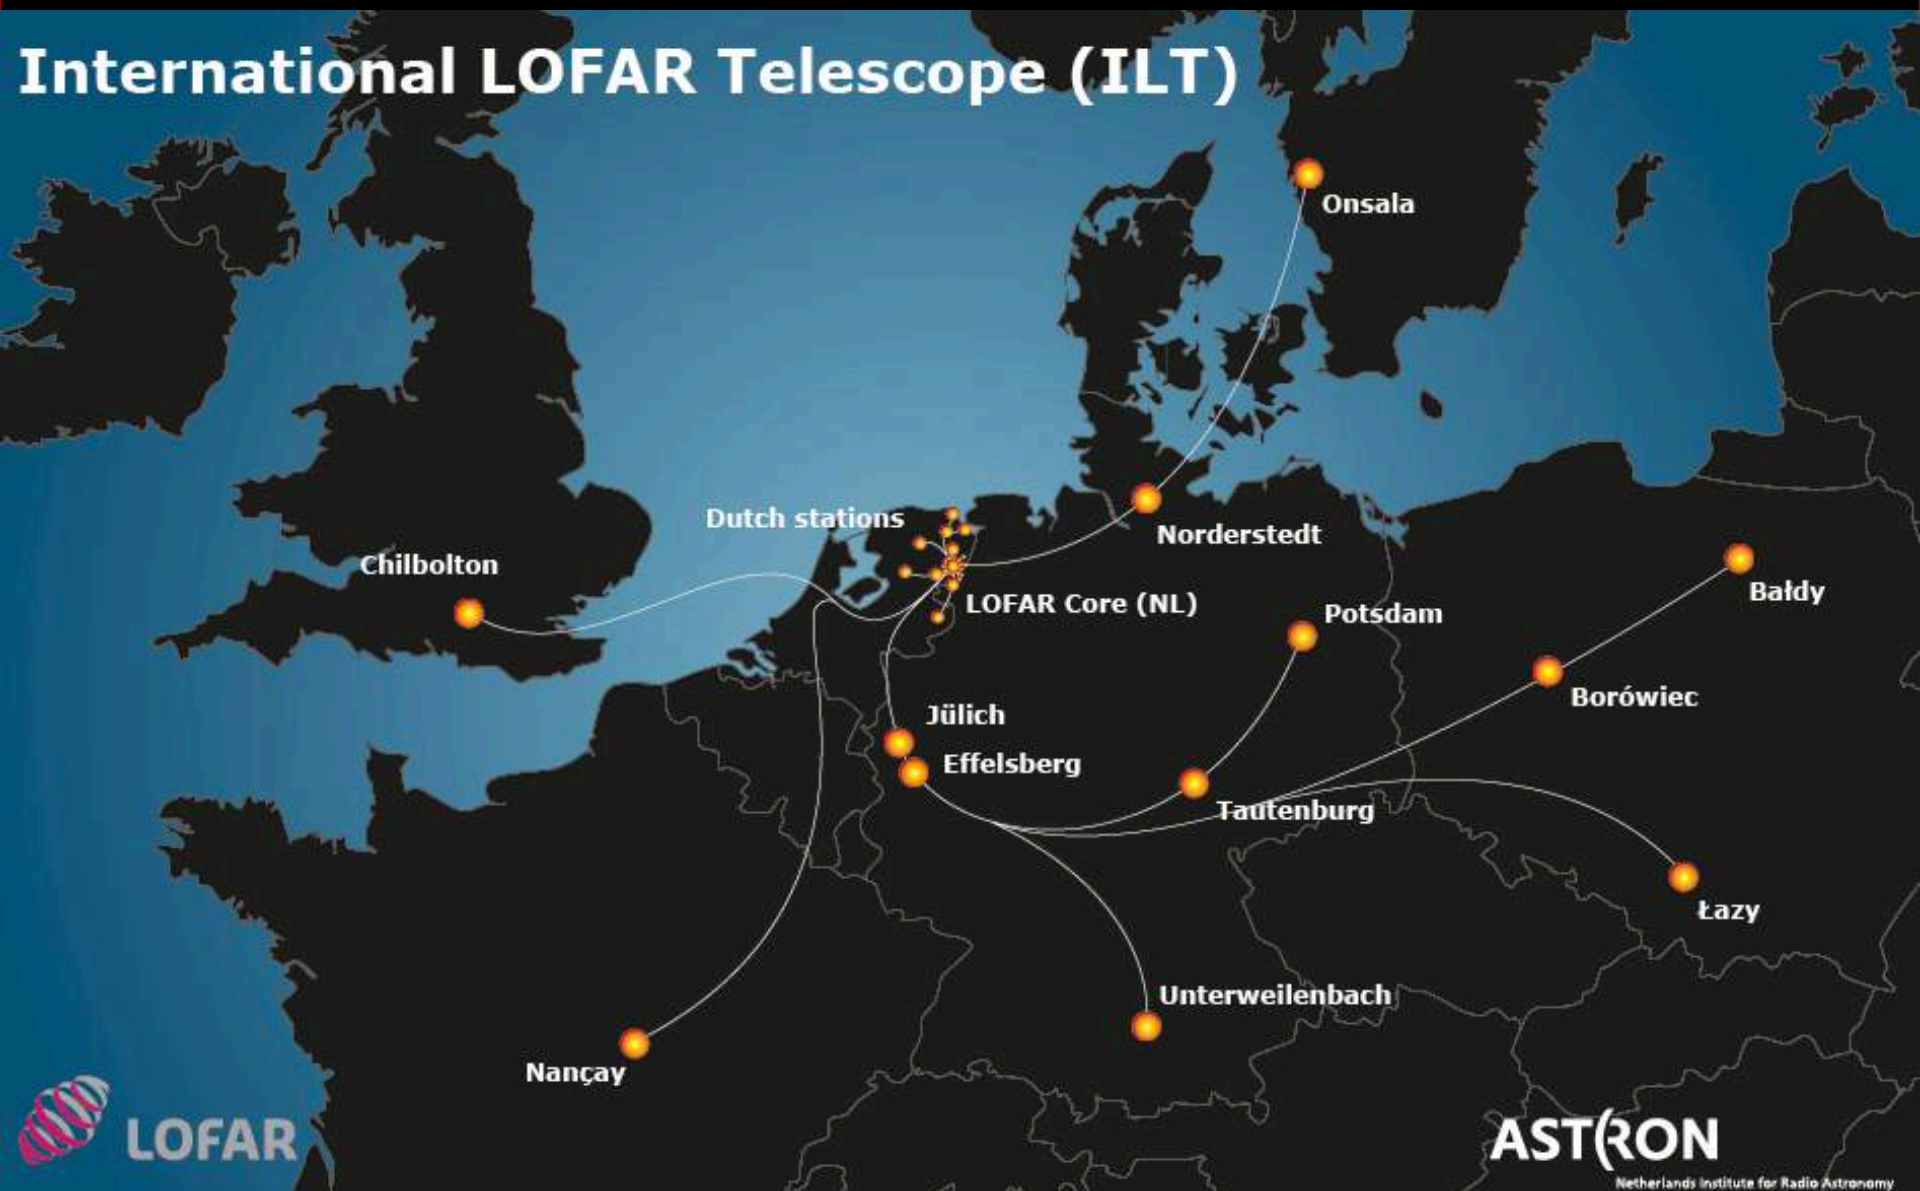 International LOFAR Telescope (ILT)
Onsala
Dutch stations
Norderstedt
Chilbolton
Bałdy
LOFAR Core (NL)
Potsdam
Borówiec
Jülich
Effelsberg
Tautenburg
Łazy
Unterweilenbach
Nançay
LOFAR
ASTRON
Netherlands Institute for Radio Astronomy